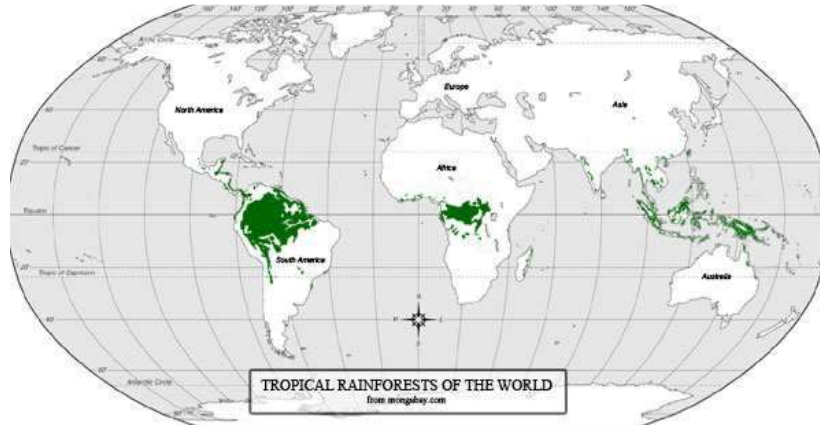 Arctic Circle
North America
Europe
Asia
Tropic of Cancer
Africa
Equator
South America
Tropic of Capricorn
Australia
N
E
S
Antarctic Circle
TROPICAL RAINFORESTS OF THE WORLD
from mongabay.com